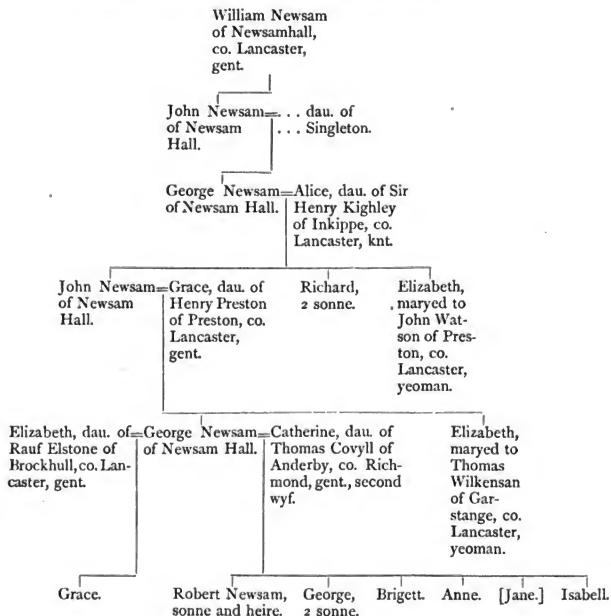 William Newsam
of Newsamhall,
co. Lancaster,
gent.
John Newsam=. . . dau. of
of Newsam . . . Singleton.
Hall.
George Newsam=Alice, dau. of Sir
of Newsam Hall. Henry Kighley
of Inkippe, co.
Lancaster, knt.
John Newsam=Grace, dau. of
of Newsam Henry Preston
Hall. of Preston, co.
Lancaster,
gent.
Richard,
2 sonne.
Elizabeth,
maryed to
John Wat-
son of Pres-
ton, co.
Lancaster,
yeoman.
Elizabeth, dau. of=George Newsam=Catherine, dau. of
Rauf Elstone of of Newsam Hall. Thomas Covyll of
Brockhull, co. Lan- Anderby, co. Rich-
caster, gent. mond, gent., second
wyf.
Elizabeth,
maryed to
Thomas
Wilkensan
of Gar-
stange, co.
Lancaster,
yeoman.
Grace. Robert Newsam, George, Brigett. Anne. [Jane.] Isabell.
sonne and heire. 2 sonne.